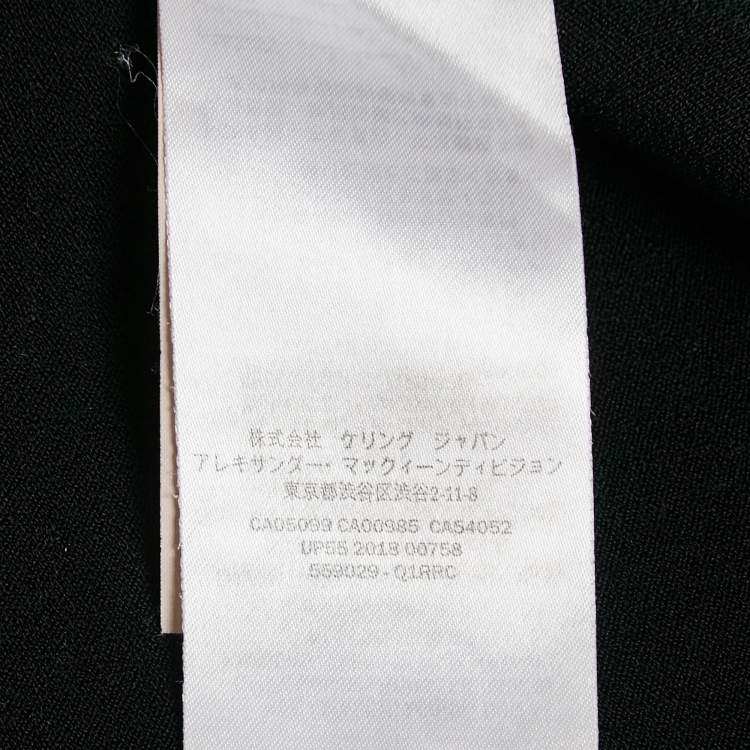 株式会社 ケリング ジャパン
アレキサンダー・マックィーンディビジョン
東京都渋谷区渋谷2-11-8
CA05099 CA00985 CA54052
UP55 2018 00758
559029 - Q1RRC